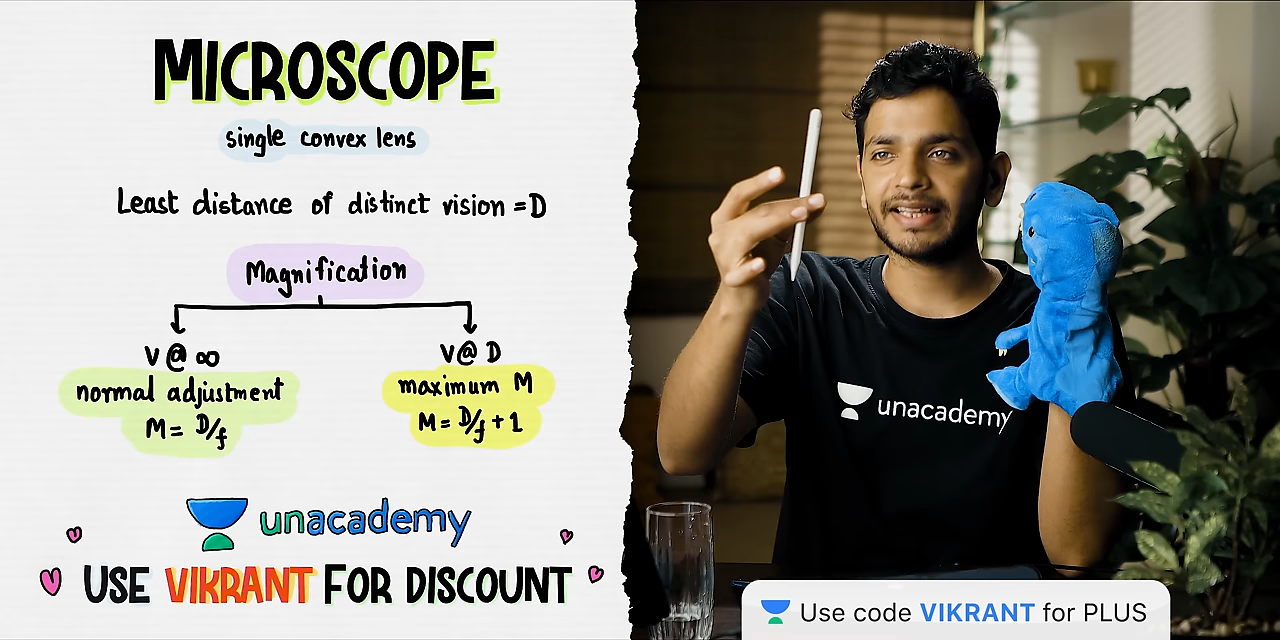 MICROSCOPE
single convex lens
Least distance of distinct vision = D
Magnification
V @ ∞
normal adjustment
M = D/f
V @ D
maximum M
M = D/f + 1
unacademy
USE VIKRANT FOR DISCOUNT
unacademy
Use code VIKRANT for PLUS